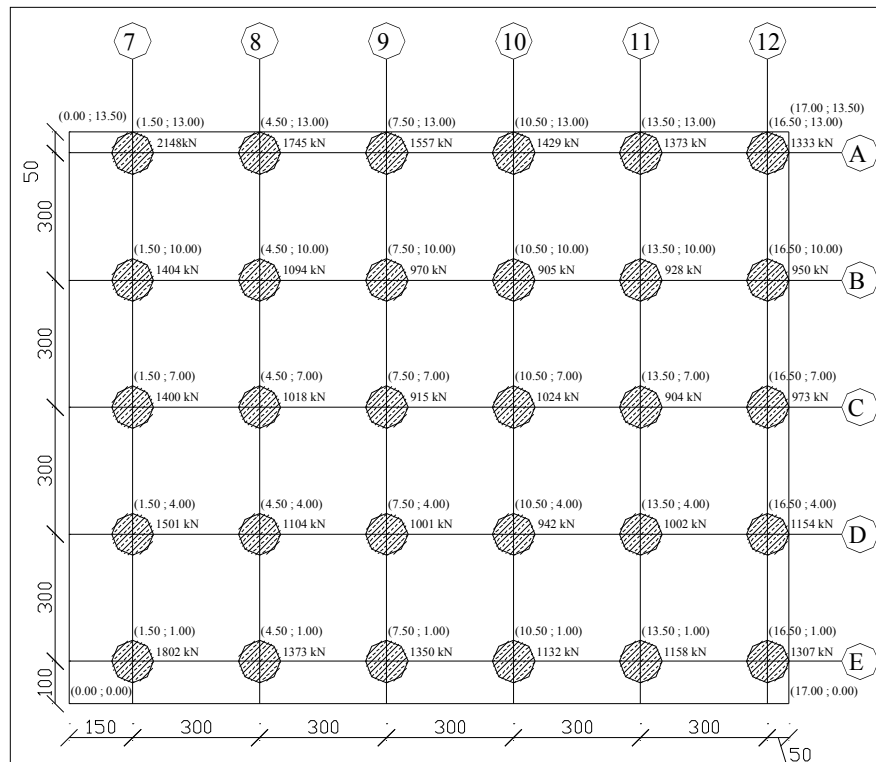 7 8 9 10 11 12
(0.00 ; 13.50) (1.50 ; 13.00) (4.50 ; 13.00) (7.50 ; 13.00) (10.50 ; 13.00) (13.50 ; 13.00) (17.00 ; 13.50)
(16.50 ; 13.00)
2148kN 1745 kN 1557 kN 1429 kN 1373 kN 1333 kN A
50
300
(1.50 ; 10.00) (4.50 ; 10.00) (7.50 ; 10.00) (10.50 ; 10.00) (13.50 ; 10.00) (16.50 ; 10.00)
1404 kN 1094 kN 970 kN 905 kN 928 kN 950 kN B
300
(1.50 ; 7.00) (4.50 ; 7.00) (7.50 ; 7.00) (10.50 ; 7.00) (13.50 ; 7.00) (16.50 ; 7.00)
1400 kN 1018 kN 915 kN 1024 kN 904 kN 973 kN C
300
(1.50 ; 4.00) (4.50 ; 4.00) (7.50 ; 4.00) (10.50 ; 4.00) (13.50 ; 4.00) (16.50 ; 4.00)
1501 kN 1104 kN 1001 kN 942 kN 1002 kN 1154 kN D
300
(1.50 ; 1.00) (4.50 ; 1.00) (7.50 ; 1.00) (10.50 ; 1.00) (13.50 ; 1.00) (16.50 ; 1.00)
1802 kN 1373 kN 1350 kN 1132 kN 1158 kN 1307 kN E
100
(0.00 ; 0.00) (17.00 ; 0.00)
150 300 300 300 300 300
50